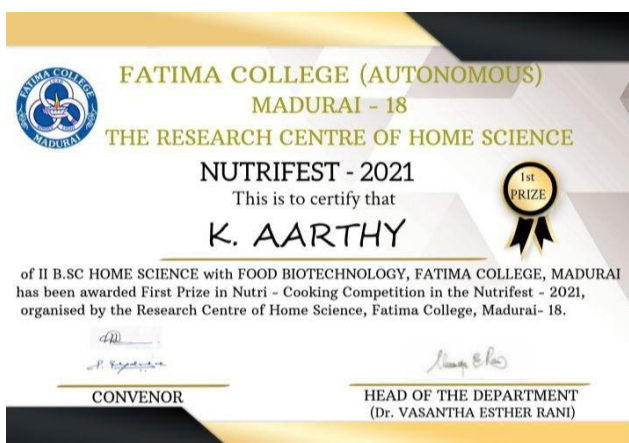 FATIMA COLLEGE
MADURAI
FATIMA COLLEGE (AUTONOMOUS)
MADURAI - 18
THE RESEARCH CENTRE OF HOME SCIENCE
NUTRIFEST - 2021
This is to certify that
1st
PRIZE
K. AARTHY
of II B.SC HOME SCIENCE with FOOD BIOTECHNOLOGY, FATIMA COLLEGE, MADURAI
has been awarded First Prize in Nutri - Cooking Competition in the Nutrifest - 2021,
organised by the Research Centre of Home Science, Fatima College, Madurai- 18.
CONVENOR
HEAD OF THE DEPARTMENT
(Dr. VASANTHA ESTHER RANI)